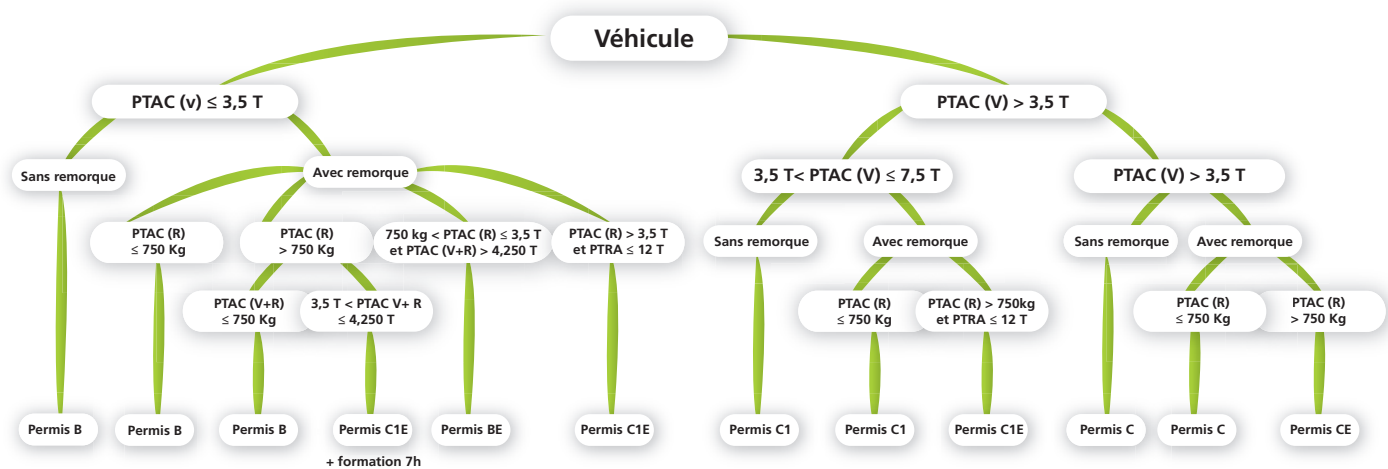 Véhicule
PTAC (v) ≤ 3,5 T
PTAC (V) > 3,5 T
Sans remorque
Avec remorque
3,5 T< PTAC (V) ≤ 7,5 T
PTAC (V) > 3,5 T
PTAC (R)
≤ 750 Kg
PTAC (R)
> 750 Kg
750 kg < PTAC (R) ≤ 3,5 T
et PTAC (V+R) > 4,250 T
PTAC (R) > 3,5 T
et PTRA ≤ 12 T
Sans remorque
Avec remorque
Sans remorque
Avec remorque
PTAC (V+R)
≤ 750 Kg
3,5 T < PTAC V+ R
≤ 4,250 T
PTAC (R)
≤ 750 Kg
PTAC (R) > 750kg
et PTRA ≤ 12 T
PTAC (R)
≤ 750 Kg
PTAC (R)
> 750 Kg
Permis B
Permis B
Permis B
Permis C1E
+ formation 7h
Permis BE
Permis C1E
Permis C1
Permis C1
Permis C1E
Permis C
Permis C
Permis CE